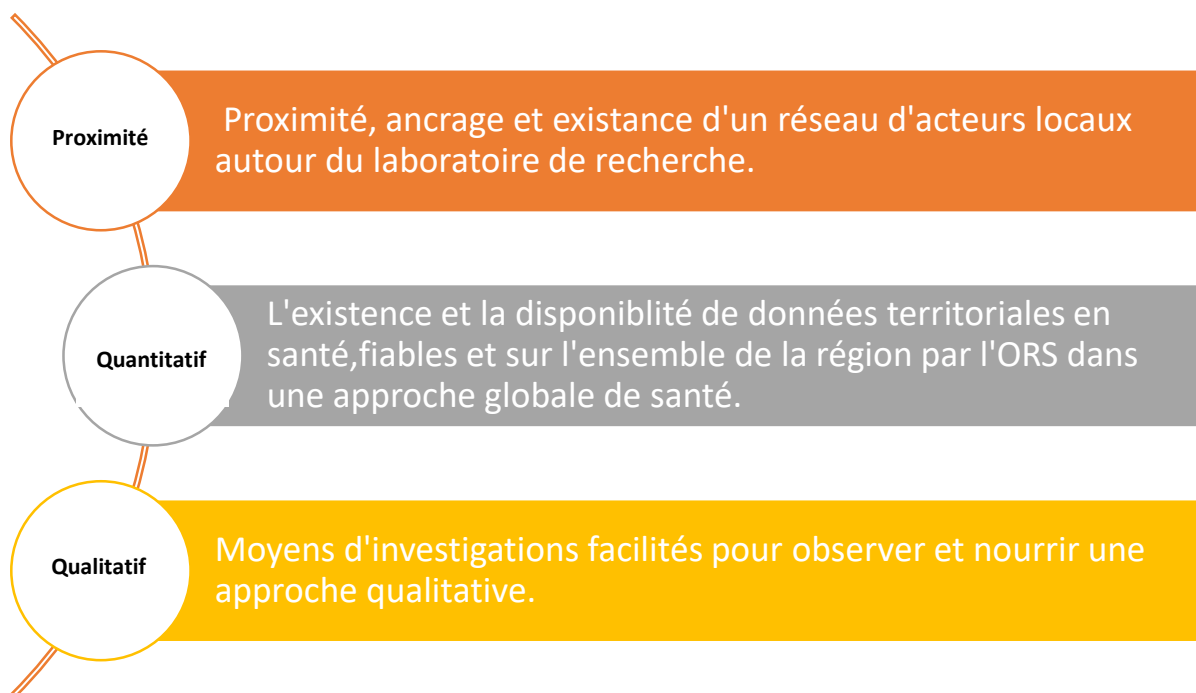 Proximité
Proximité, ancrage et existance d'un réseau d'acteurs locaux
autour du laboratoire de recherche.
Quantitatif
L'existence et la disponiblité de données territoriales en
santé,fiables et sur l'ensemble de la région par l'ORS dans
une approche globale de santé.
Qualitatif
Moyens d'investigations facilités pour observer et nourrir une
approche qualitative.